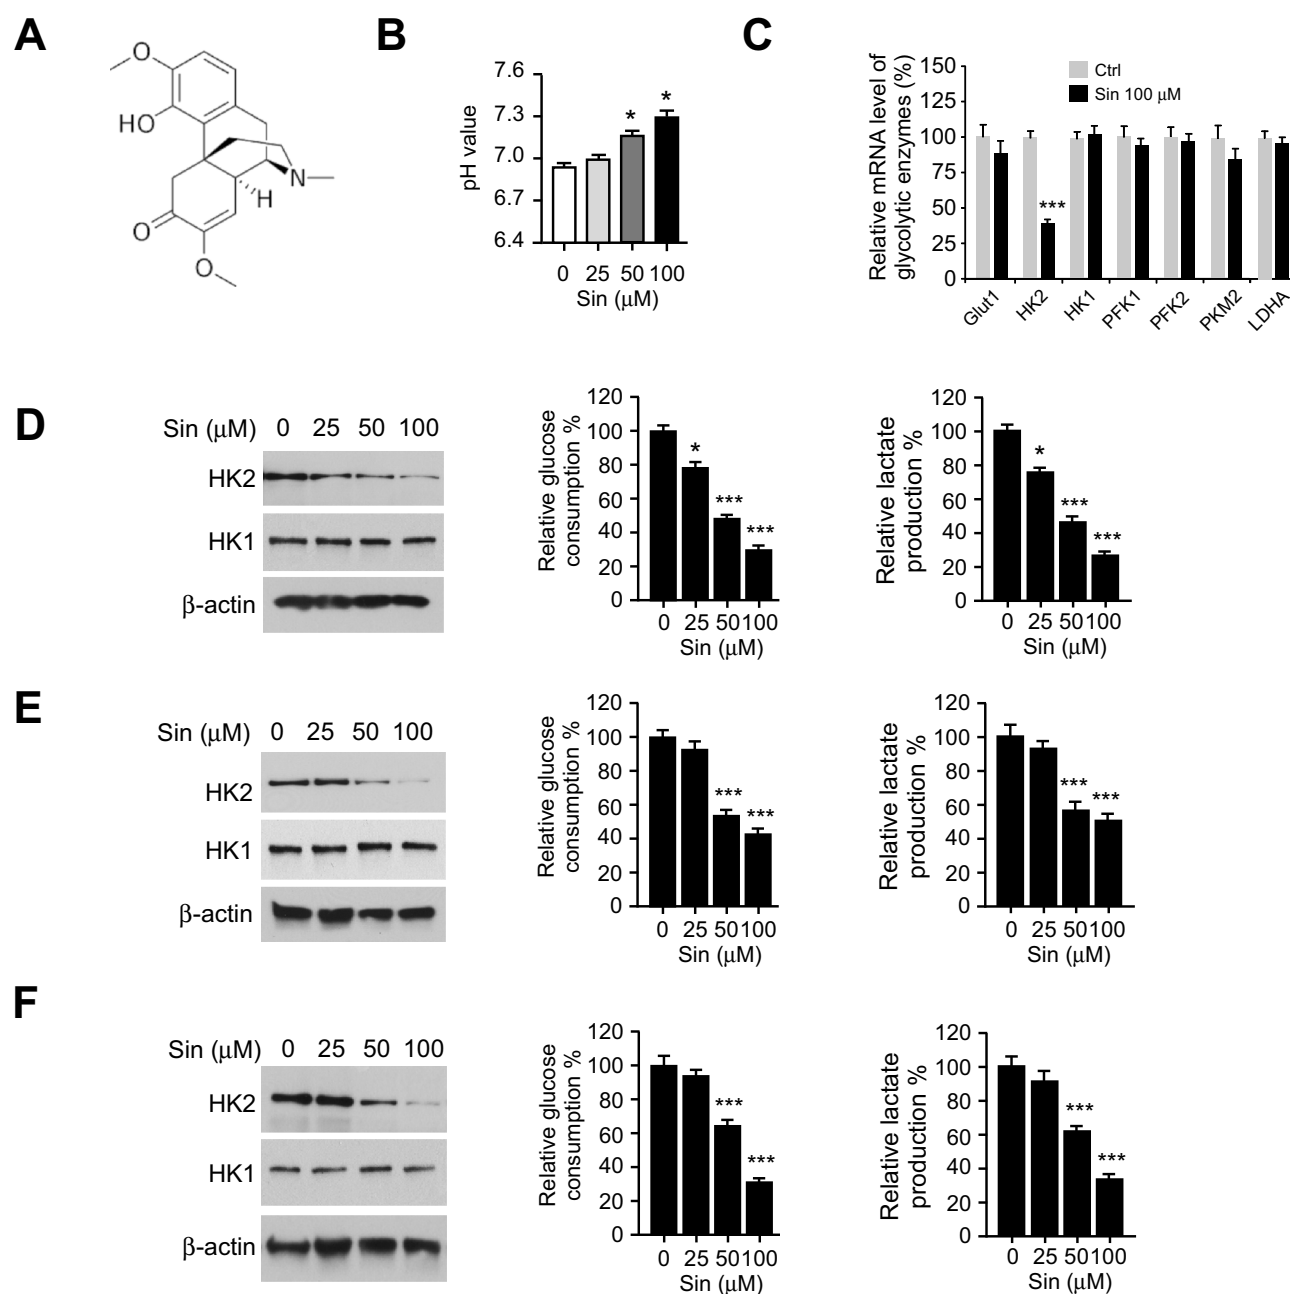 A
O
HO
N
H
O
O
B
pH value
7.6
7.3
7.0
6.7
6.4
*
*
0 25 50 100
Sin (μM)
C
Relative mRNA level of
glycolytic enzymes (%)
150
125
100
75
50
25
0
Ctrl
Sin 100 μM
***
Glut1 HK2 HK1 PFK1 PFK2 PKM2 LDHA
D
Sin (μM) 0 25 50 100
HK2
HK1
β-actin
Relative glucose
consumption %
120
100
80
60
40
20
0
*
***
***
0 25 50 100
Sin (μM)
Relative lactate
production %
120
100
80
60
40
20
0
*
***
***
0 25 50 100
Sin (μM)
E
Sin (μM) 0 25 50 100
HK2
HK1
β-actin
Relative glucose
consumption %
120
100
80
60
40
20
0
***
***
0 25 50 100
Sin (μM)
Relative lactate
production %
120
100
80
60
40
20
0
***
***
0 25 50 100
Sin (μM)
F
Sin (μM) 0 25 50 100
HK2
HK1
β-actin
Relative glucose
consumption %
120
100
80
60
40
20
0
***
***
0 25 50 100
Sin (μM)
Relative lactate
production %
120
100
80
60
40
20
0
***
***
0 25 50 100
Sin (μM)